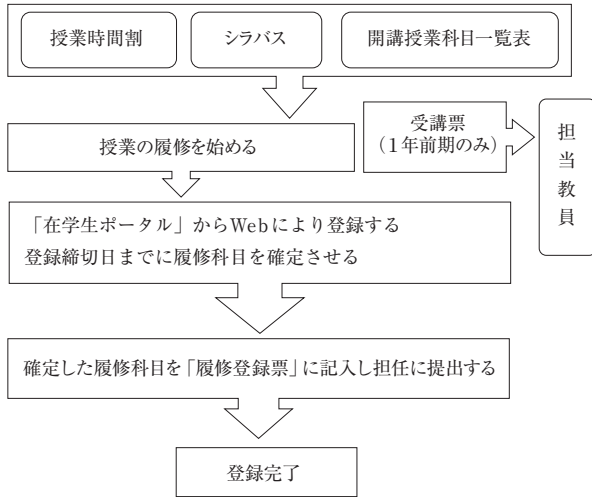 授業時間割
シラバス
開講授業科目一覧表
授業の履修を始める
受講票
(1年前期のみ)
担当教員
「在学生ポータル」からWebにより登録する
登録締切日までに履修科目を確定させる
確定した履修科目を「履修登録票」に記入し担任に提出する
登録完了